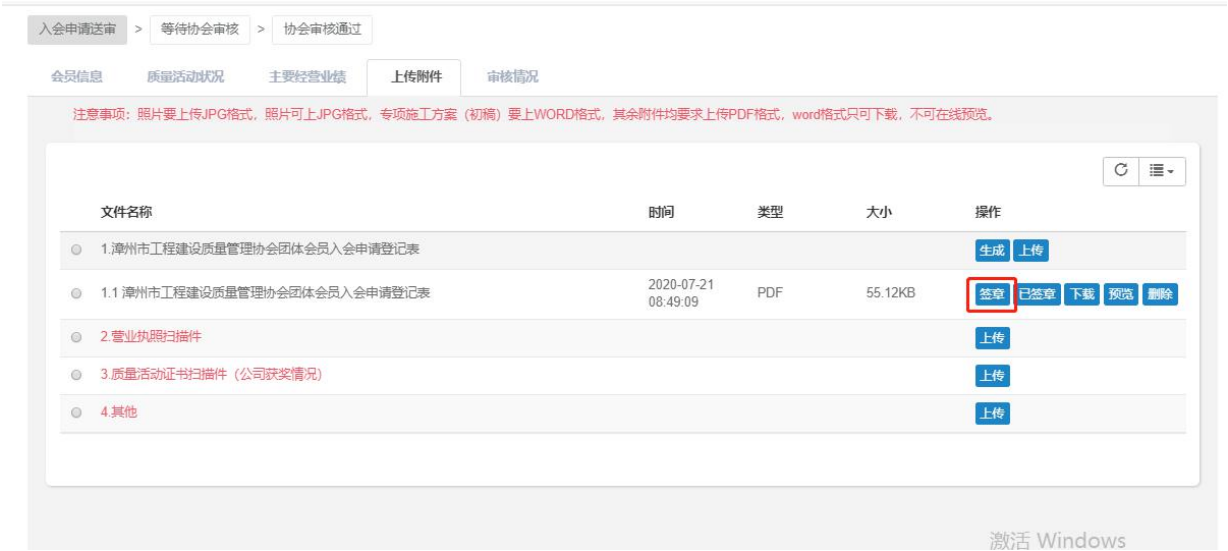 入会申请送审 > 等待协会审核 > 协会审核通过
会员信息 质量活动状况 主要经营业绩 上传附件 审核情况
注意事项：照片要上传JPG格式，照片可上JPG格式，专项施工方案（初稿）要上WORD格式，其余附件均要求上传PDF格式，word格式只可下载，不可在线预览。
文件名称 时间 类型 大小 操作
1.漳州市工程建设质量管理协会团体会员入会申请登记表 生成 上传
1.1 漳州市工程建设质量管理协会团体会员入会申请登记表 2020-07-21 PDF 55.12KB 签章 已签章 下载 预览 删除
08:49:09
2.营业执照扫描件 上传
3.质量活动证书扫描件（公司获奖情况） 上传
4.其他 上传
激活 Windows